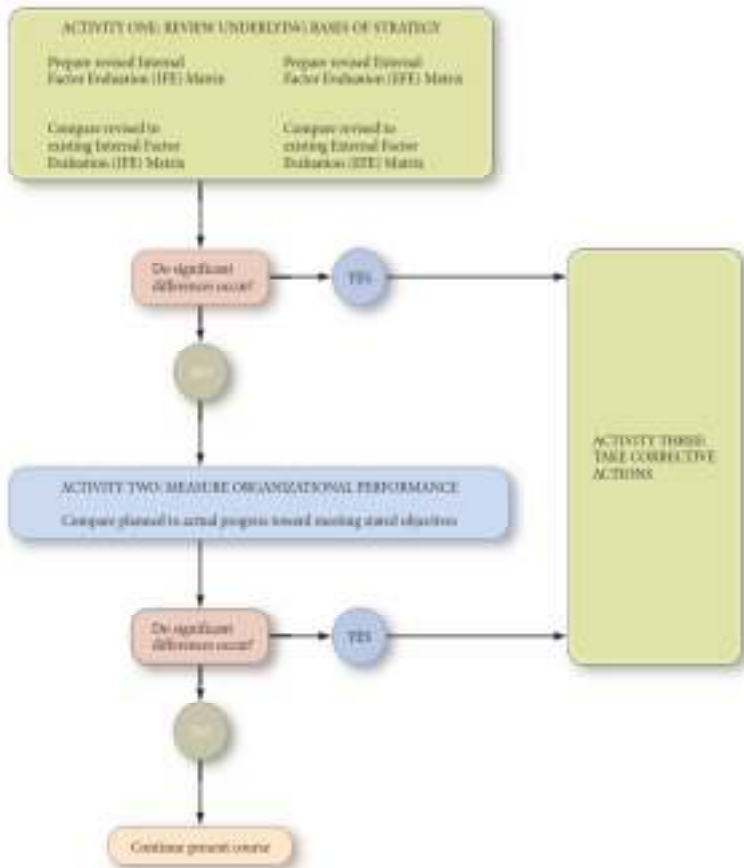 ACTIVITY ONE: REVIEW UNDERLYING BASES OF STRATEGY
Prepare revised Internal
Factor Evaluation (IFE) Matrix
Prepare revised External
Factor Evaluation (EFE) Matrix
Compare revised to
existing Internal Factor
Evaluation (IFE) Matrix
Compare revised to
existing External Factor
Evaluation (EFE) Matrix
Do significant
differences occur?
YES
ACTIVITY THREE:
TAKE CORRECTIVE
ACTIONS
ACTIVITY TWO: MEASURE ORGANIZATIONAL PERFORMANCE
Compare planned to actual progress toward meeting stated objectives
Do significant
differences occur?
YES
Continue present course